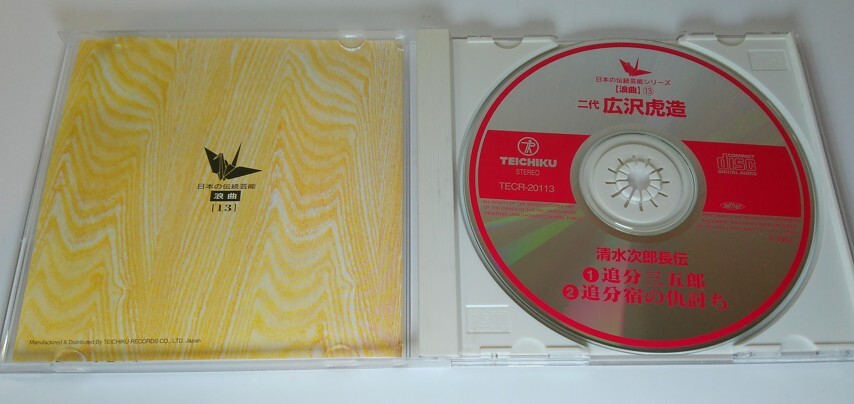 日本の伝統芸能
浪曲
[13]
Manufactured & Distributed By TEICHIKU RECORDS CO., LTD. Japan
日本の伝統芸能シリーズ
【浪曲】⑬
二代 広沢虎造
TEICHIKU
STEREO
TECR-20113
COMPACT
disc
DIGITAL AUDIO
清水次郎長伝
❶追分三五郎
❷追分宿の仇討ち